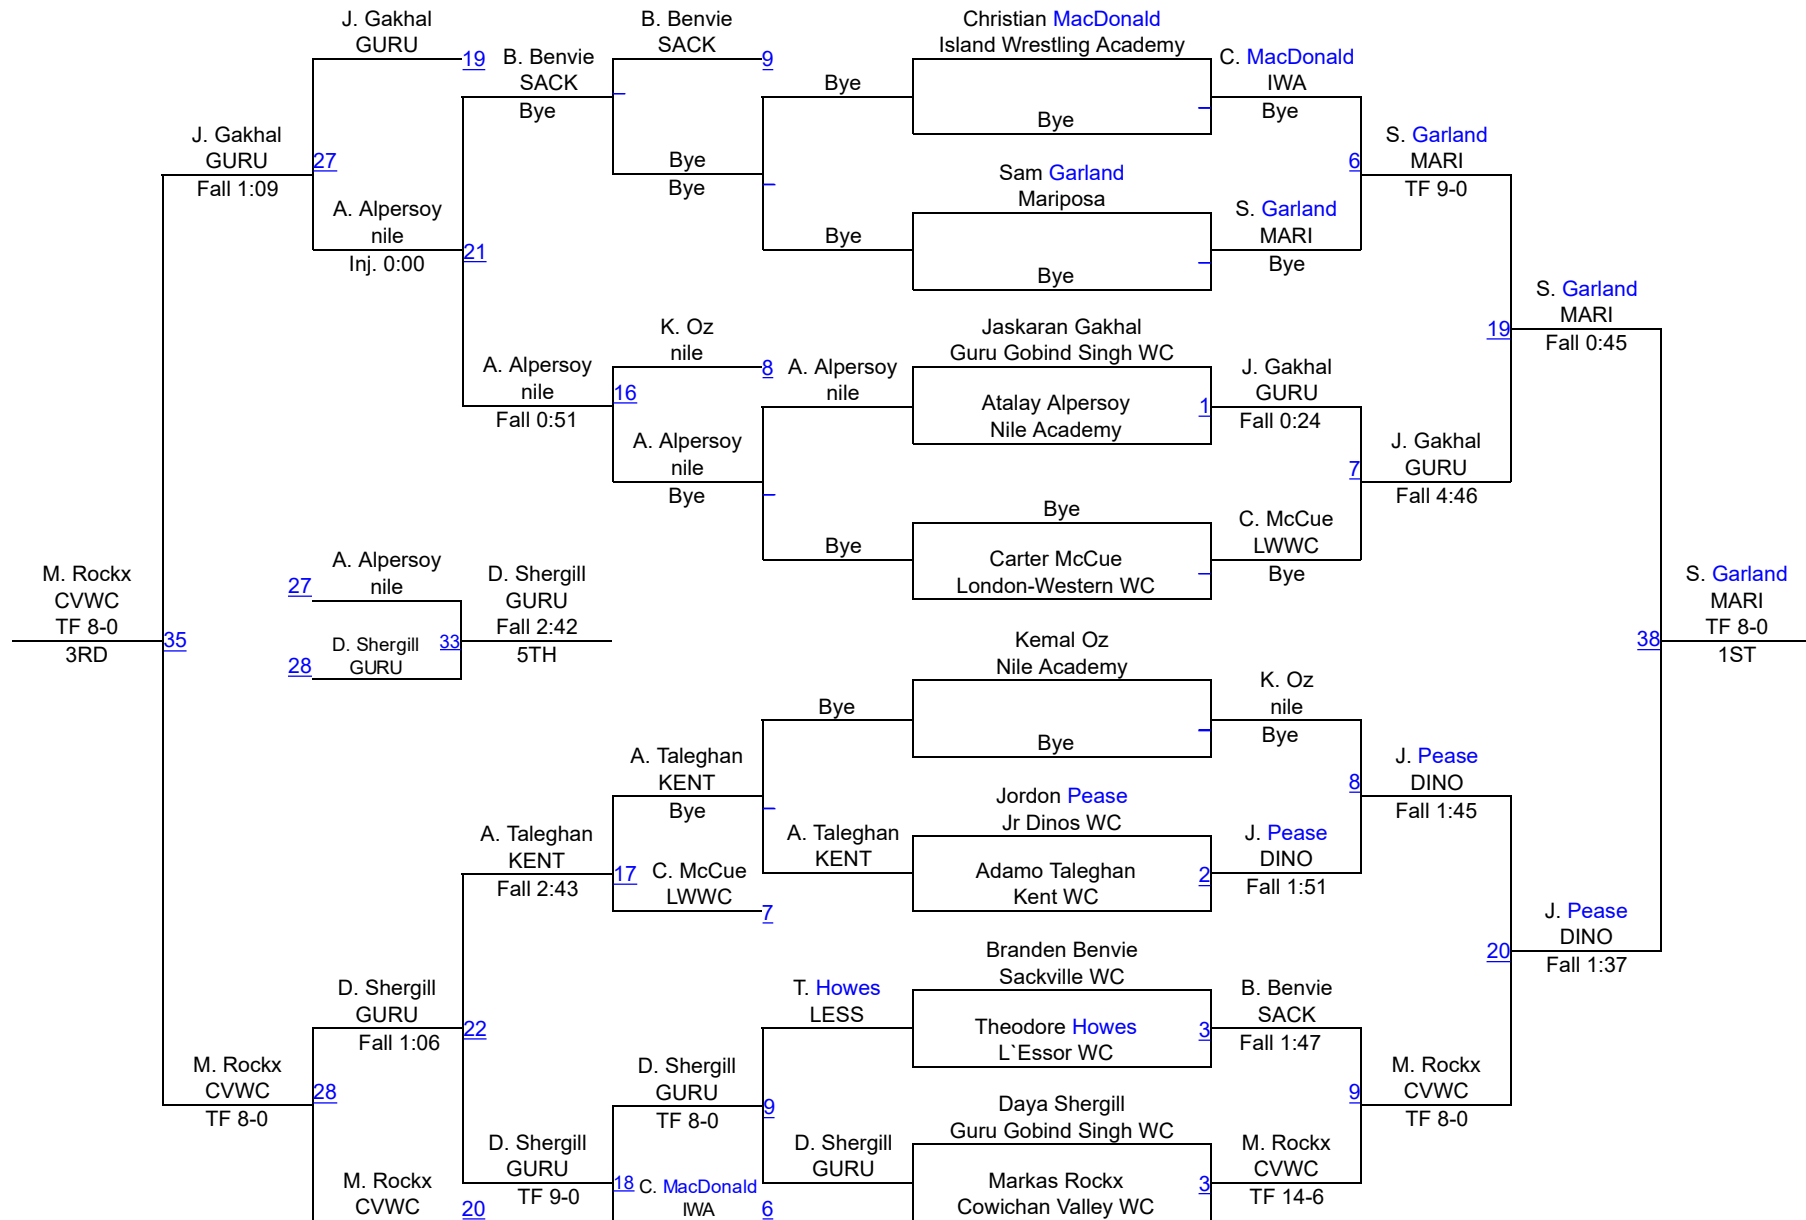 J. Gakhal
GURU
19
B. Benvie
SACK
Bye
B. Benvie
SACK
9
Bye
Christian MacDonald
Island Wrestling Academy
Bye
C. MacDonald
IWA
Bye
J. Gakhal
GURU
Fall 1:09
27
A. Alpersoy
nile
Inj. 0:00
21
Bye
Bye
Bye
Sam Garland
Mariposa
Bye
S. Garland
MARI
Bye
6
S. Garland
MARI
TF 9-0
A. Alpersoy
nile
Fall 0:51
K. Oz
nile
8
16
A. Alpersoy
nile
Bye
A. Alpersoy
nile
Bye
Jaskaran Gakhal
Guru Gobind Singh WC
Atalay Alpersoy
Nile Academy
1
J. Gakhal
GURU
Fall 0:24
Bye
Carter McCue
London-Western WC
C. McCue
LWWC
Bye
7
J. Gakhal
GURU
Fall 4:46
19
S. Garland
MARI
Fall 0:45
M. Rockx
CVWC
TF 8-0
3RD
35
27
A. Alpersoy
nile
28
D. Shergill
GURU
33
D. Shergill
GURU
Fall 2:42
5TH
38
S. Garland
MARI
TF 8-0
1ST
Bye
Kemal Oz
Nile Academy
Bye
K. Oz
nile
Bye
A. Taleghan
KENT
Fall 2:43
A. Taleghan
KENT
Bye
17
C. McCue
LWWC
7
A. Taleghan
KENT
Jordon Pease
Jr Dinos WC
Adamo Taleghan
Kent WC
2
J. Pease
DINO
Fall 1:51
8
J. Pease
DINO
Fall 1:45
20
J. Pease
DINO
Fall 1:37
M. Rockx
CVWC
TF 8-0
D. Shergill
GURU
Fall 1:06
28
22
M. Rockx
CVWC
20
D. Shergill
GURU
TF 9-0
D. Shergill
GURU
TF 8-0
18
C. MacDonald
IWA
6
T. Howes
LESS
9
D. Shergill
GURU
Branden Benvie
Sackville WC
Theodore Howes
L`Essor WC
3
B. Benvie
SACK
Fall 1:47
Daya Shergill
Guru Gobind Singh WC
Markas Rockx
Cowichan Valley WC
3
M. Rockx
CVWC
TF 14-6
9
M. Rockx
CVWC
TF 8-0